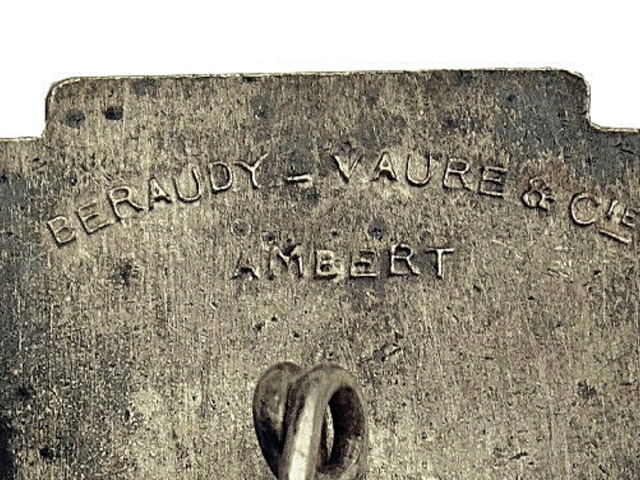 BERAUDY - VAURE & CIE
AMBERT